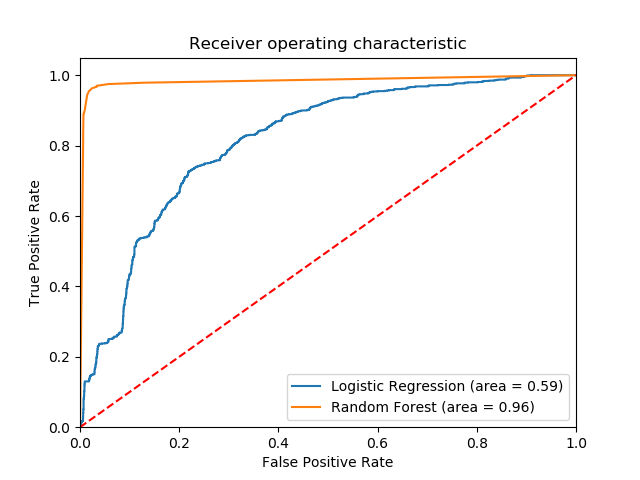 Receiver operating characteristic
True Positive Rate
1.0
0.8
0.6
0.4
0.2
0.0
0.0 0.2 0.4 0.6 0.8 1.0
False Positive Rate
Logistic Regression (area = 0.59)
Random Forest (area = 0.96)